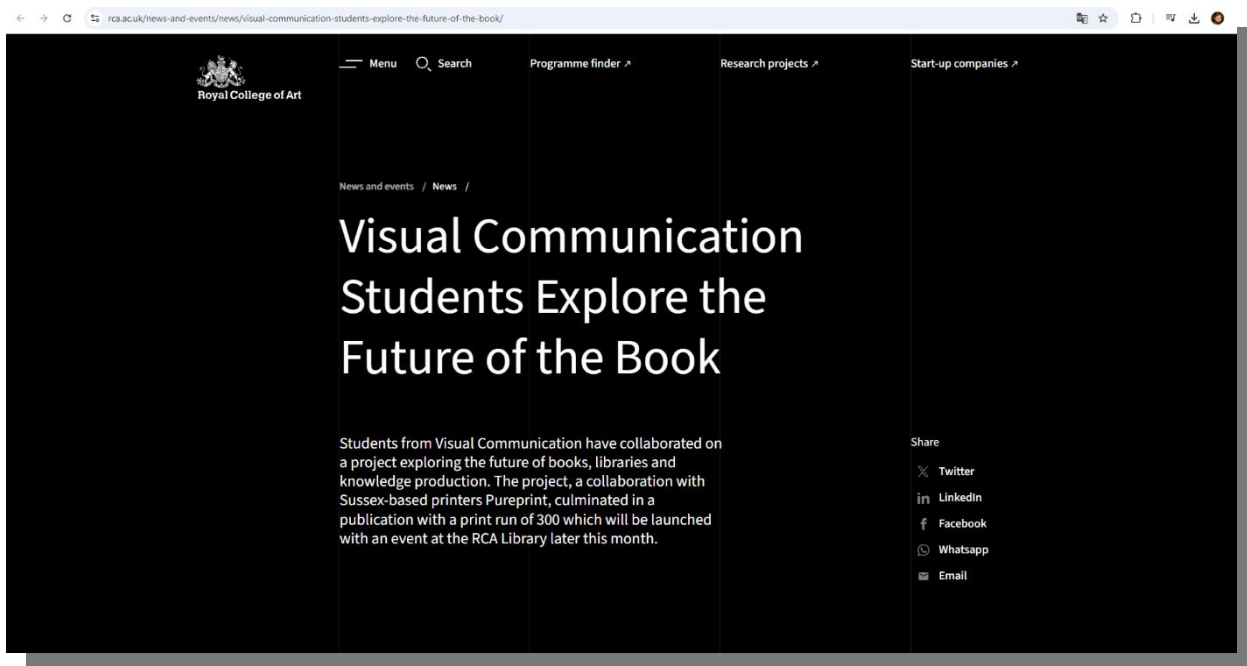 rca.ac.uk/news-and-events/news/visual-communication-students-explore-the-future-of-the-book/
Royal College of Art
Menu
Search
Programme finder ↗
Research projects ↗
Start-up companies ↗
News and events / News /
Visual Communication
Students Explore the
Future of the Book
Students from Visual Communication have collaborated on
a project exploring the future of books, libraries and
knowledge production. The project, a collaboration with
Sussex-based printers Pureprint, culminated in a
publication with a print run of 300 which will be launched
with an event at the RCA Library later this month.
Share
Twitter
LinkedIn
Facebook
Whatsapp
Email